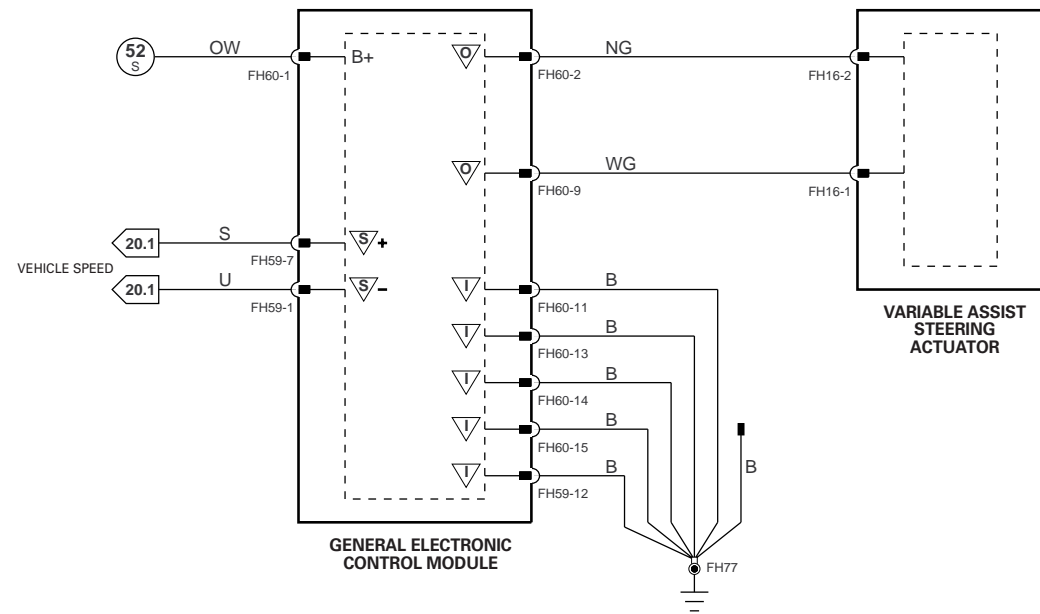 52
S
OW
FH60-1
B+
O
FH60-2
NG
FH16-2
O
FH60-9
WG
FH16-1
VEHICLE SPEED
20.1
S
FH59-7
S
+
20.1
U
FH59-1
S
–
I
FH60-11
B
I
FH60-13
B
I
FH60-14
B
I
FH60-15
B
I
FH59-12
B
B
FH77
GENERAL ELECTRONIC
CONTROL MODULE
VARIABLE ASSIST
STEERING
ACTUATOR